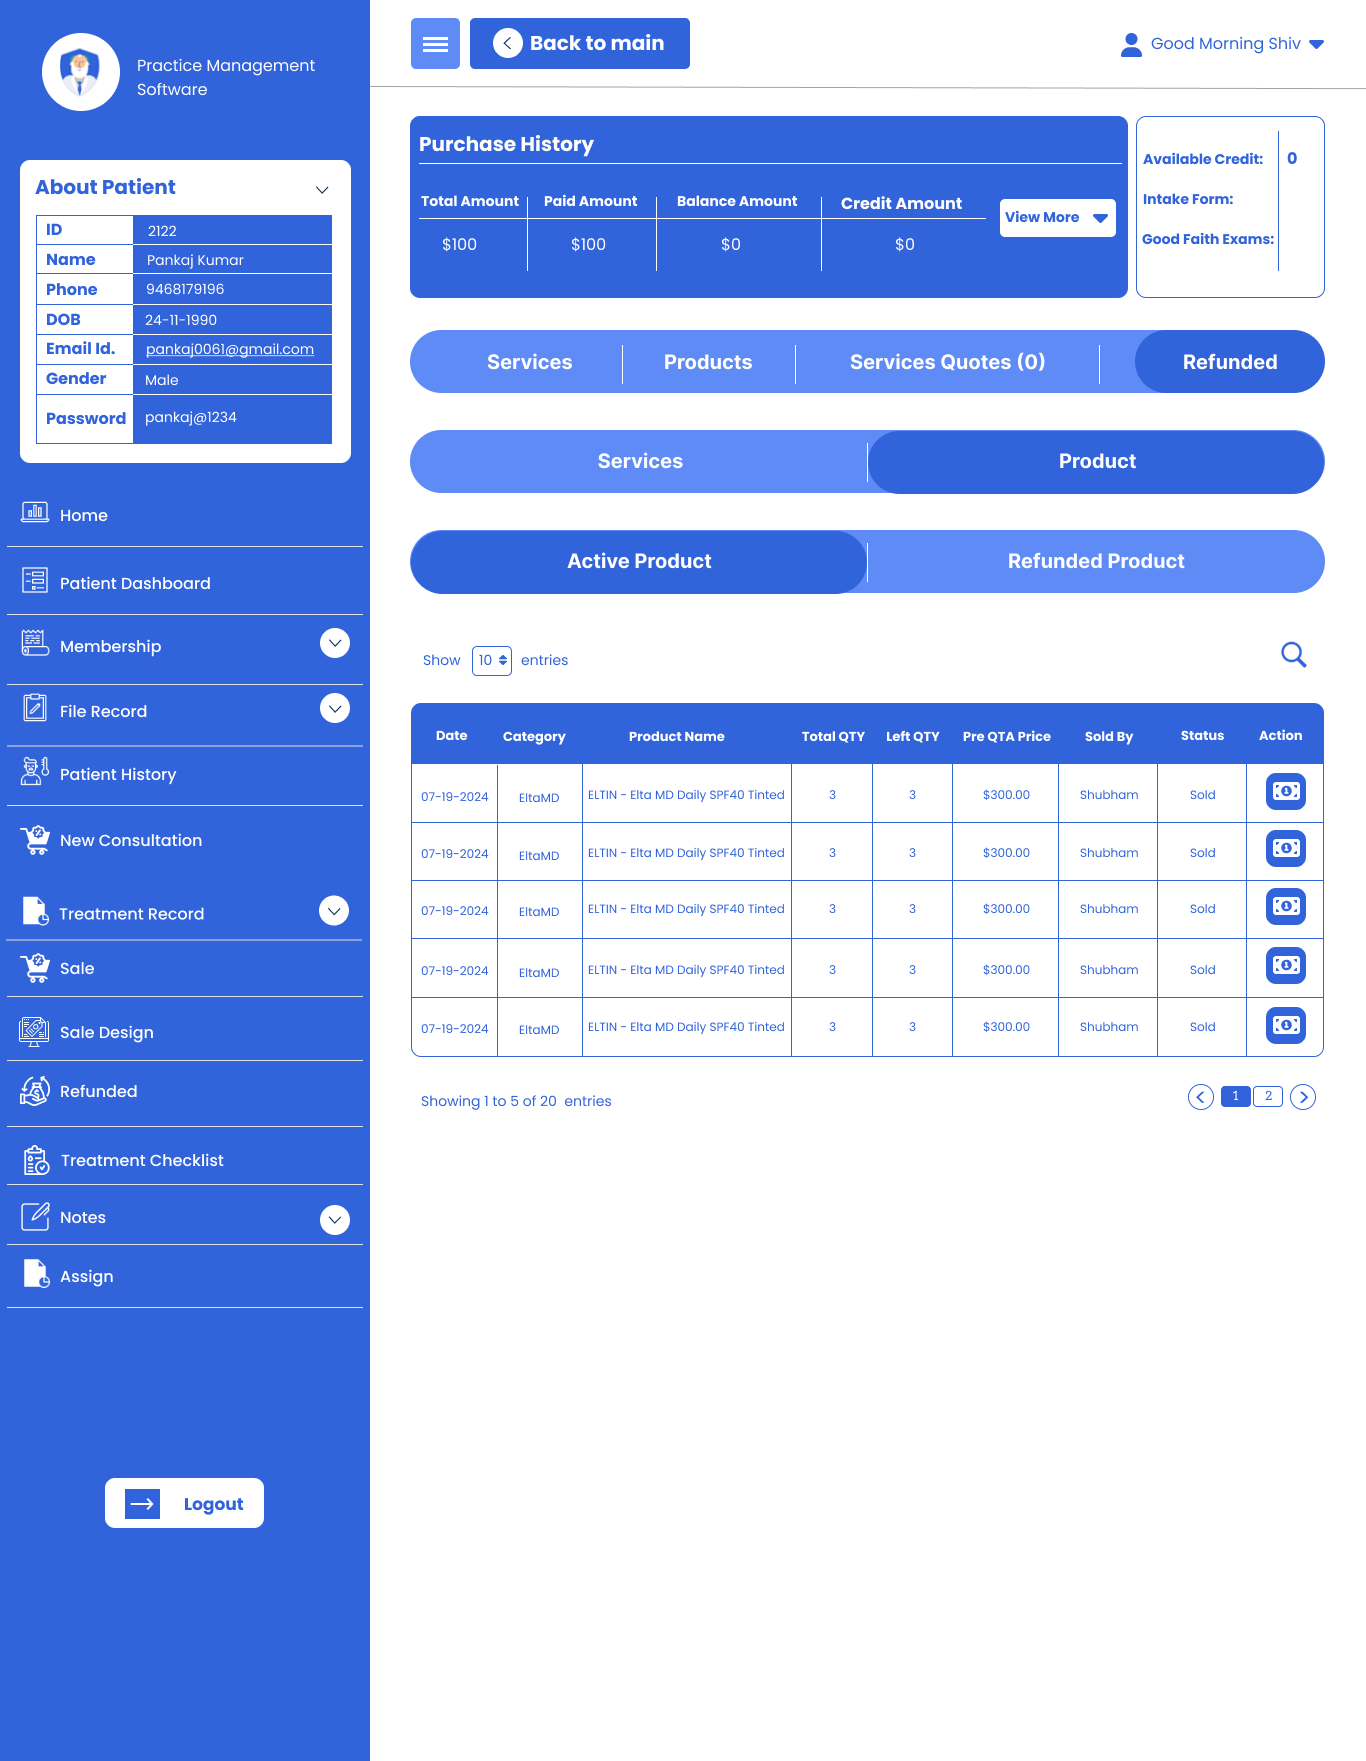 Practice Management
Software
About Patient
ID 2122
Name Pankaj Kumar
Phone 9468179196
DOB 24-11-1990
Email Id. pankaj0061@gmail.com
Gender Male
Password pankaj@1234
Home
Patient Dashboard
Membership
File Record
Patient History
New Consultation
Treatment Record
Sale
Sale Design
Refunded
Treatment Checklist
Notes
Assign
Logout
Back to main
Good Morning Shiv
Purchase History
Total Amount Paid Amount Balance Amount Credit Amount
$100 $100 $0 $0
View More
Available Credit: 0
Intake Form:
Good Faith Exams:
Services Products Services Quotes (0) Refunded
Services Product
Active Product Refunded Product
Show 10 entries
Date Category Product Name Total QTY Left QTY Pre QTA Price Sold By Status Action
07-19-2024 EltaMD ELTIN - Elta MD Daily SPF40 Tinted 3 3 $300.00 Shubham Sold
07-19-2024 EltaMD ELTIN - Elta MD Daily SPF40 Tinted 3 3 $300.00 Shubham Sold
07-19-2024 EltaMD ELTIN - Elta MD Daily SPF40 Tinted 3 3 $300.00 Shubham Sold
07-19-2024 EltaMD ELTIN - Elta MD Daily SPF40 Tinted 3 3 $300.00 Shubham Sold
07-19-2024 EltaMD ELTIN - Elta MD Daily SPF40 Tinted 3 3 $300.00 Shubham Sold
Showing 1 to 5 of 20 entries
1 2